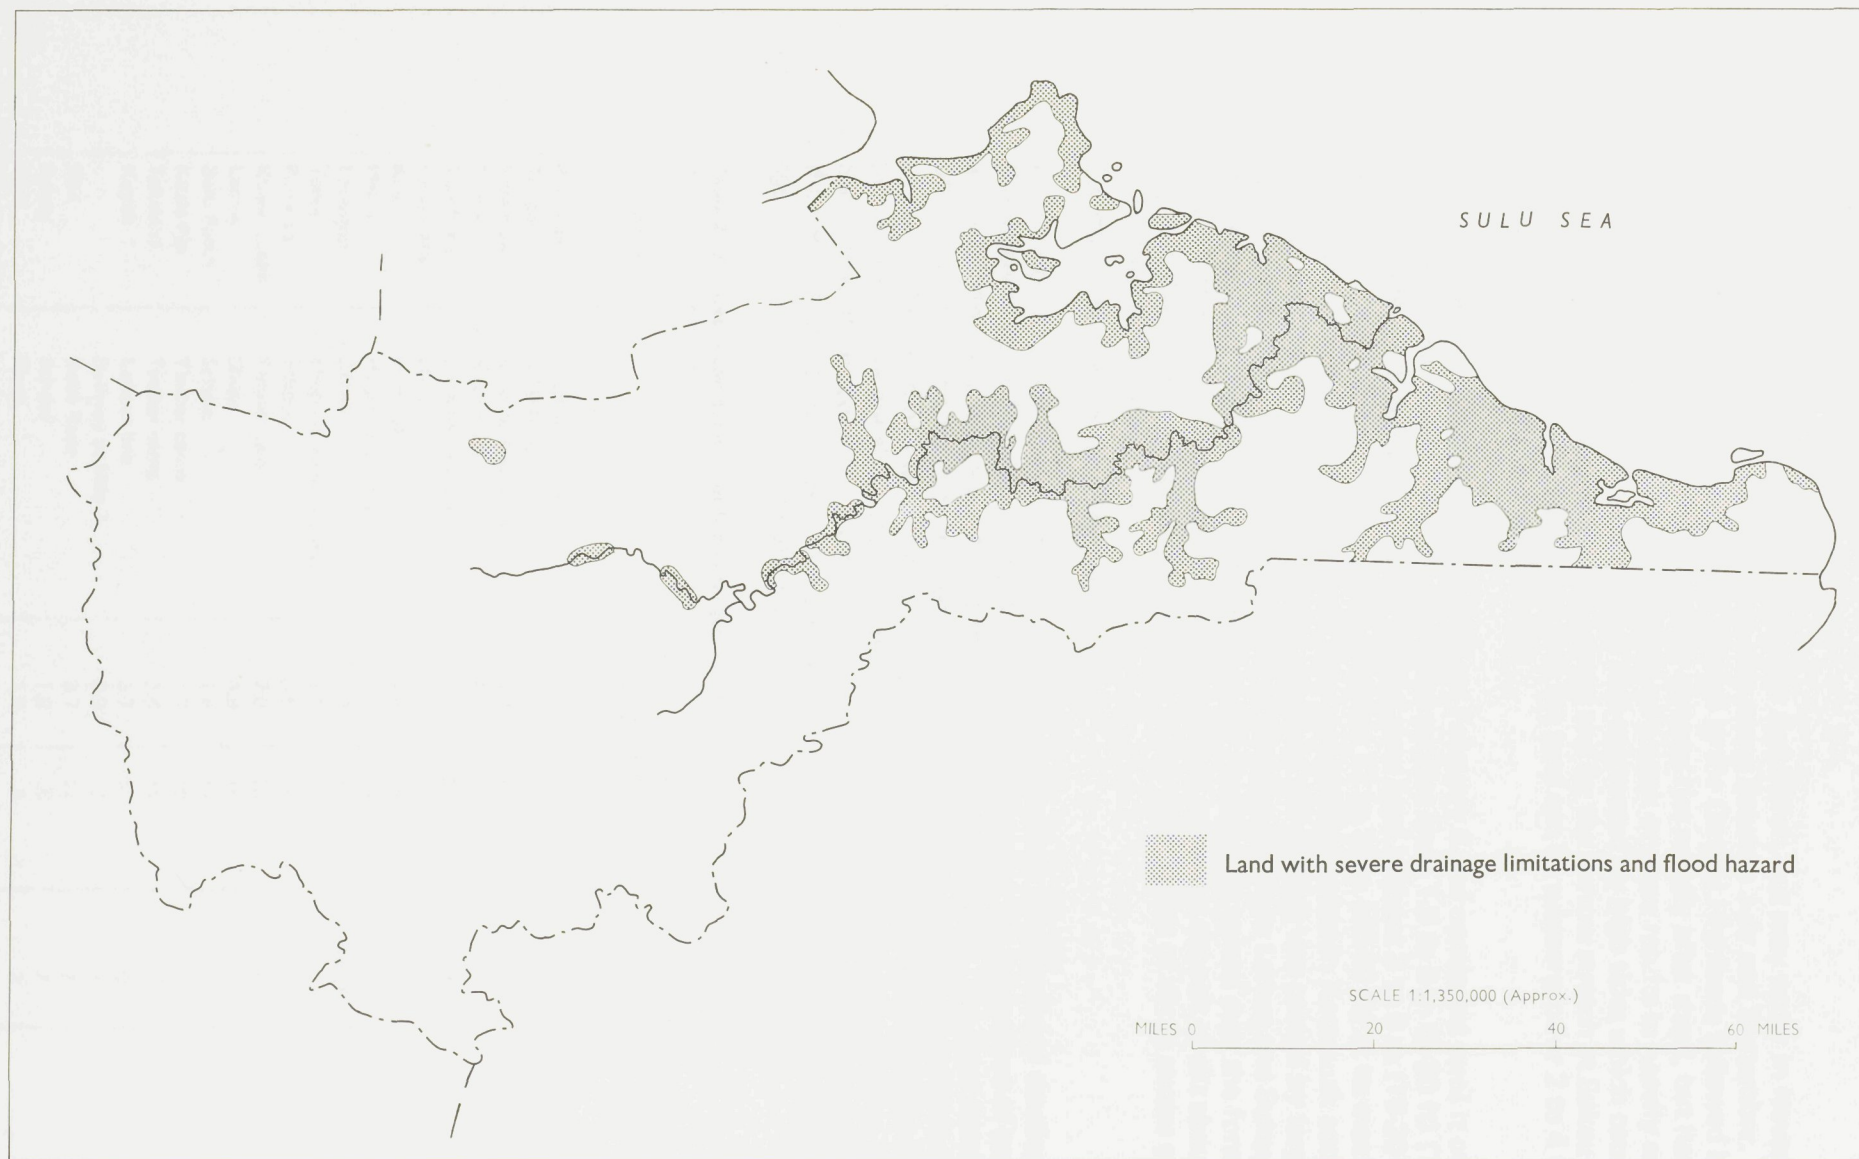 SULU SEA
Land with severe drainage limitations and flood hazard
SCALE 1:1,350,000 (Approx.)
MILES 0 20 40 60 MILES